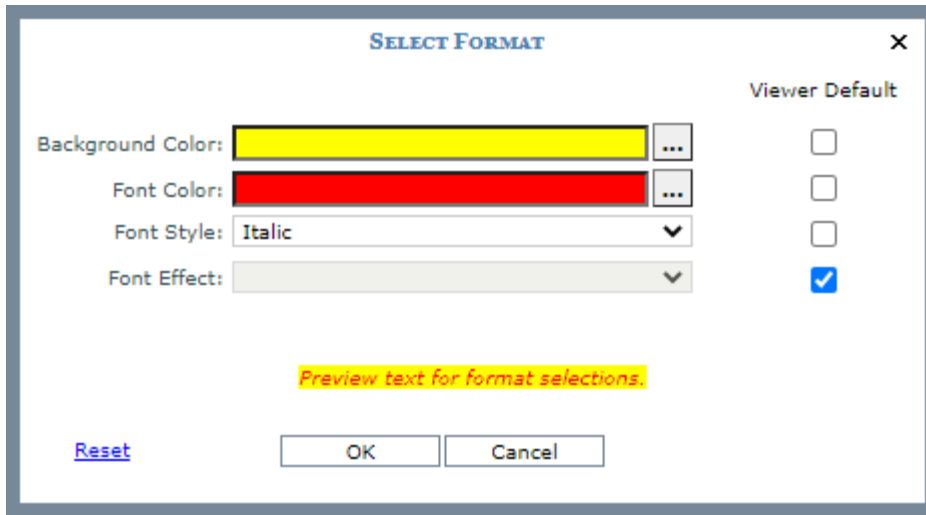 SELECT FORMAT
Viewer Default
Background Color: ...
Font Color: ...
Font Style: Italic
Font Effect:
Preview text for format selections.
Reset OK Cancel